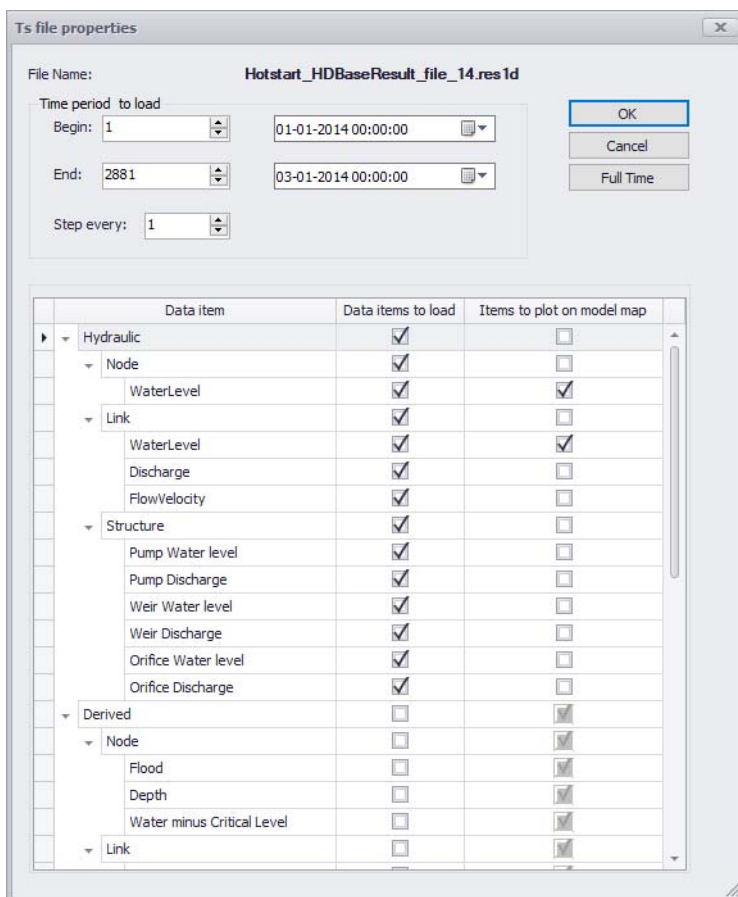 Ts file properties
File Name: Hotstart_HDBaseResult_file_14.res1d
Time period to load
Begin: 1 01-01-2014 00:00:00
OK
Cancel
End: 2881 03-01-2014 00:00:00
Full Time
Step every: 1
Data item Data items to load Items to plot on model map
Hydraulic
Node
WaterLevel
Link
WaterLevel
Discharge
FlowVelocity
Structure
Pump Water level
Pump Discharge
Weir Water level
Weir Discharge
Orifice Water level
Orifice Discharge
Derived
Node
Flood
Depth
Water minus Critical Level
Link